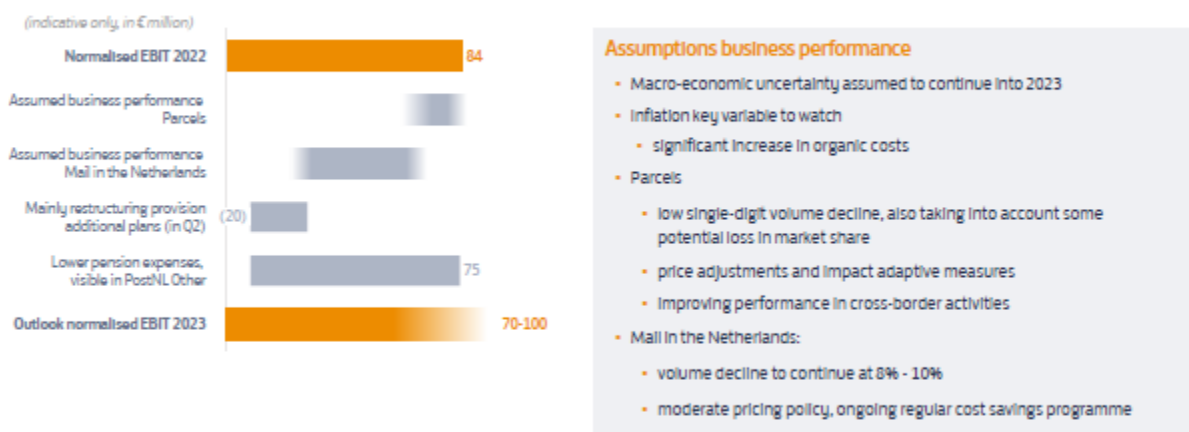 (indicative only, in € million)
Normalised EBIT 2022
84
Assumed business performance
Parcels
Assumed business performance
Mail in the Netherlands
Mainly restructuring provision
additional plans (in Q2)
(20)
Lower pension expenses,
visible in PostNL Other
75
Outlook normalised EBIT 2023
70-100
Assumptions business performance
Macro-economic uncertainty assumed to continue into 2023
Inflation key variable to watch
significant increase in organic costs
Parcels
low single-digit volume decline, also taking into account some
potential loss in market share
price adjustments and impact adaptive measures
improving performance in cross-border activities
Mail in the Netherlands:
volume decline to continue at 8% - 10%
moderate pricing policy, ongoing regular cost savings programme